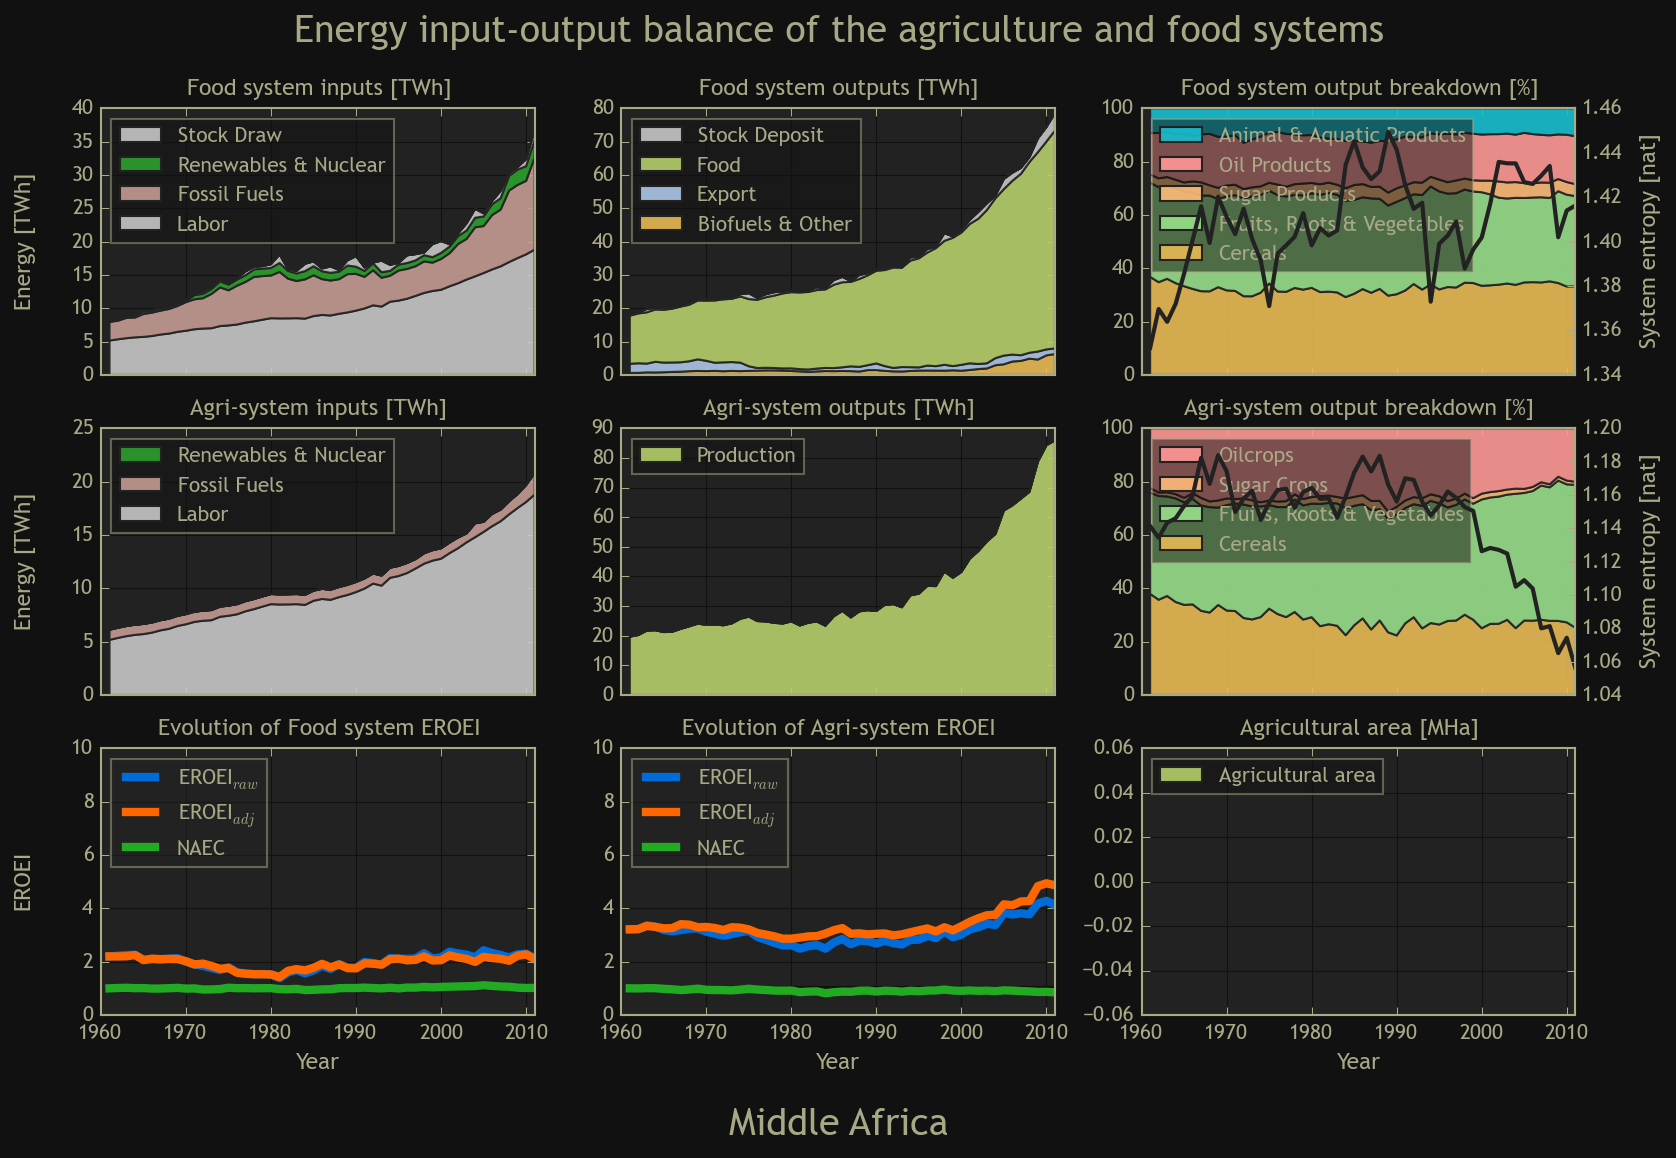 Energy input-output balance of the agriculture and food systems
Food system inputs [TWh]
Energy [TWh]
40
35
30
25
20
15
10
5
0
Stock Draw
Renewables & Nuclear
Fossil Fuels
Labor
Food system outputs [TWh]
80
70
60
50
40
30
20
10
0
Stock Deposit
Food
Export
Biofuels & Other
Food system output breakdown [%]
100
80
60
40
20
0
Animal & Aquatic Products
Oil Products
Sugar Products
Fruits, Roots & Vegetables
Cereals
1.46
1.44
1.42
1.40
1.38
1.36
1.34
System entropy [nat]
Agri-system inputs [TWh]
Energy [TWh]
25
20
15
10
5
0
Renewables & Nuclear
Fossil Fuels
Labor
Agri-system outputs [TWh]
90
80
70
60
50
40
30
20
10
0
Production
Agri-system output breakdown [%]
100
80
60
40
20
0
Oilcrops
Sugar Crops
Fruits, Roots & Vegetables
Cereals
1.20
1.18
1.16
1.14
1.12
1.10
1.08
1.06
1.04
System entropy [nat]
Evolution of Food system EROEI
EROEI
10
8
6
4
2
0
EROEI raw
EROEI adj
NAEC
1960 1970 1980 1990 2000 2010
Year
Evolution of Agri-system EROEI
10
8
6
4
2
0
EROEI raw
EROEI adj
NAEC
1960 1970 1980 1990 2000 2010
Year
Agricultural area [MHa]
0.06
0.04
0.02
0.00
−0.02
−0.04
−0.06
Agricultural area
1960 1970 1980 1990 2000 2010
Year
Middle Africa